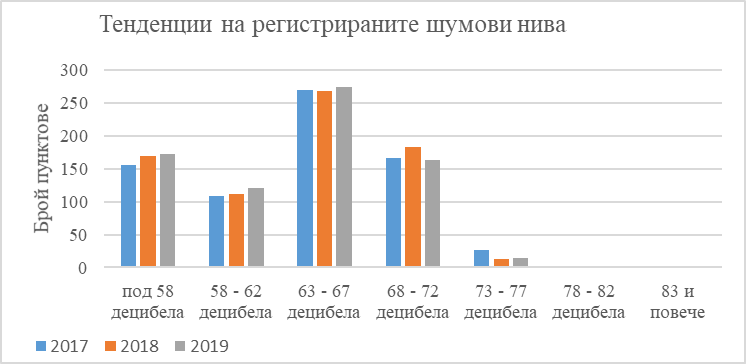 Тенденции на регистрираните шумови нива
Брой пунктове
300
250
200
150
100
50
0
под 58 децибела
58 - 62 децибела
63 - 67 децибела
68 - 72 децибела
73 - 77 децибела
78 - 82 децибела
83 и повече
2017 2018 2019